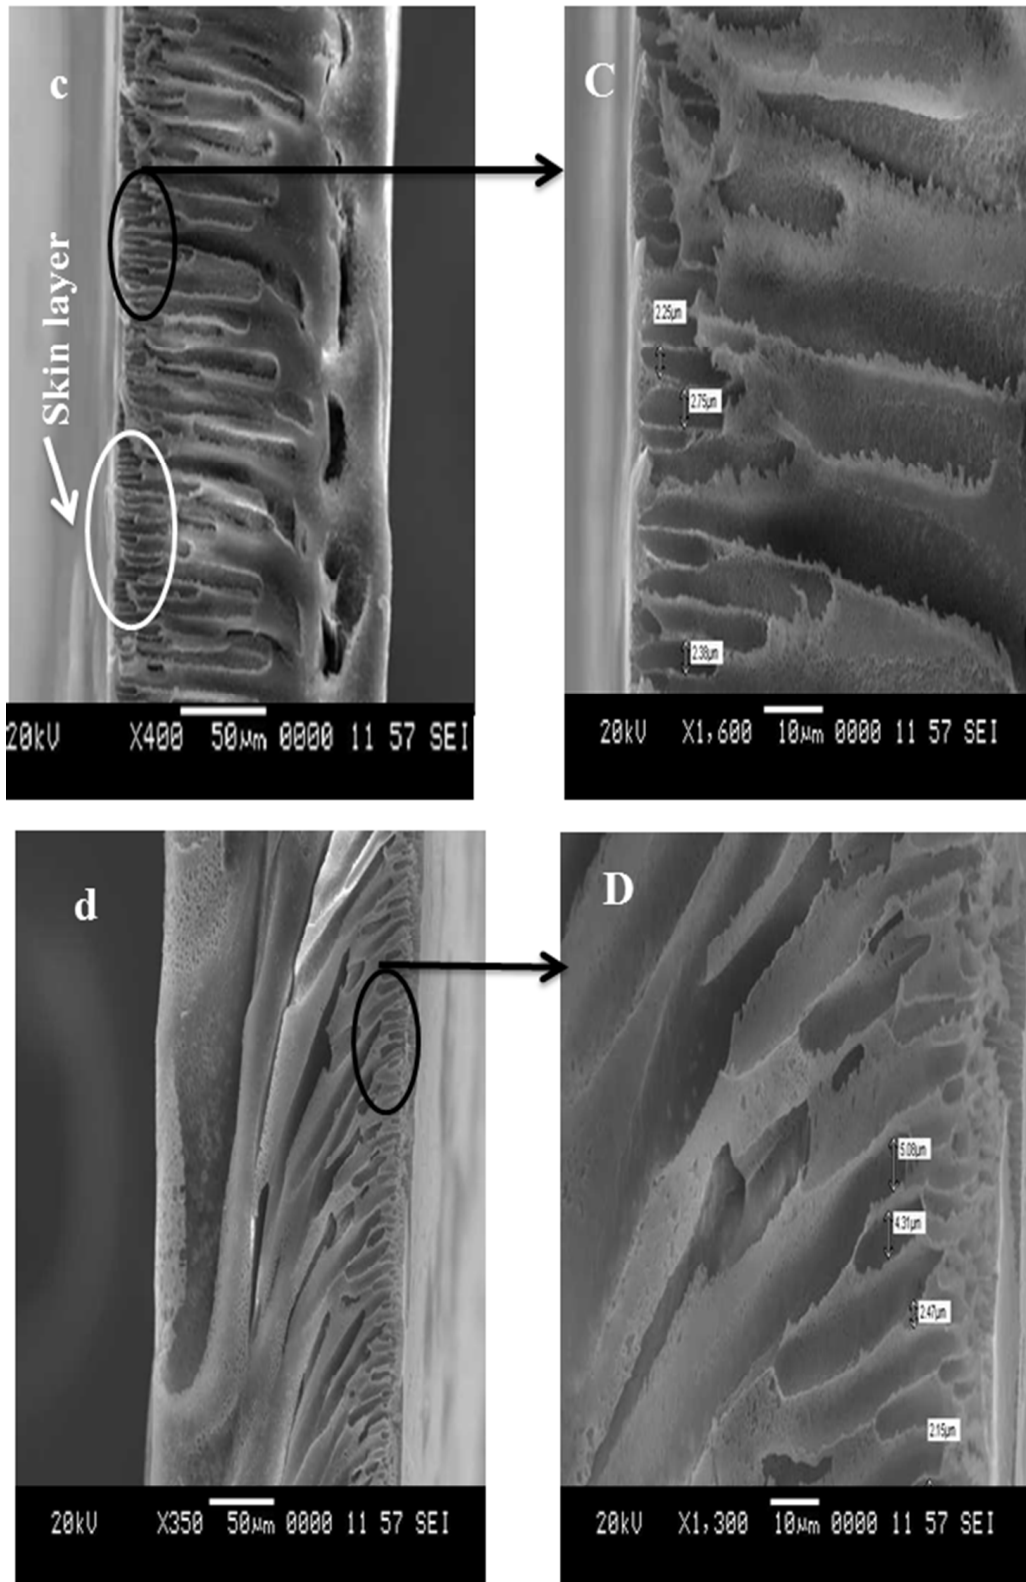 c
C
Skin layer
2.25µm
2.75µm
2.38µm
20kV X400 50µm 0000 11 57 SEI
20kV X1,600 10µm 0000 11 57 SEI
d
D
5.08µm
4.31µm
2.47µm
2.15µm
20kV X350 50µm 0000 11 57 SEI
20kV X1,300 10µm 0000 11 57 SEI